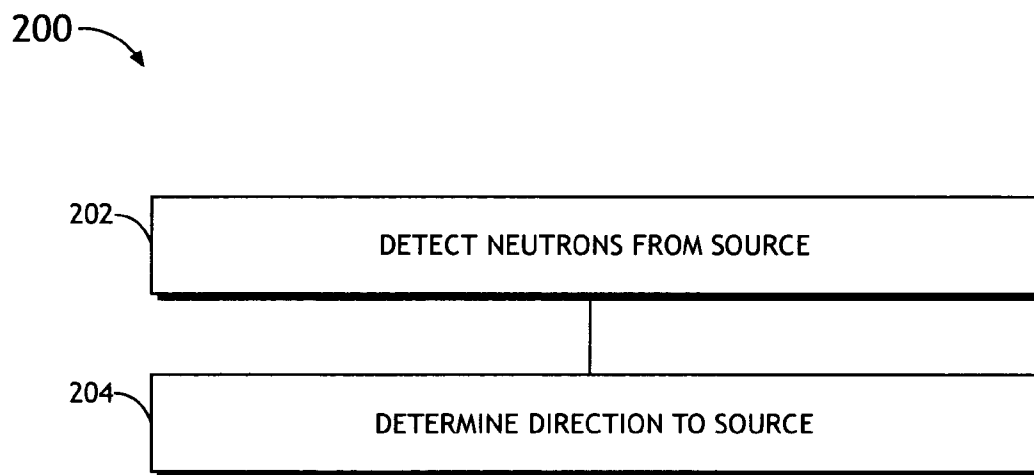 200
202
DETECT NEUTRONS FROM SOURCE
204
DETERMINE DIRECTION TO SOURCE